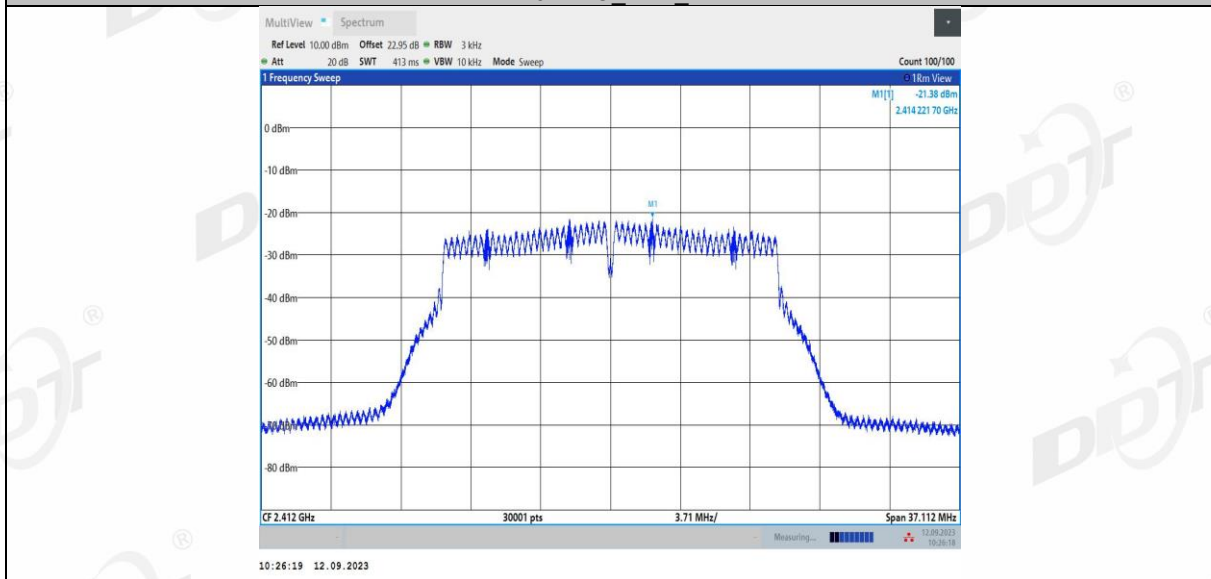 MultiView Spectrum
Ref Level 10.00 dBm Offset 22.95 dB RBW 3 kHz
Att 20 dB SWT 413 ms VBW 10 kHz Mode Sweep Count 100/100
1 Frequency Sweep 1Rm View
M1[1] -21.38 dBm
2.414 221 70 GHz
0 dBm
-10 dBm
M1
-20 dBm
-30 dBm
-40 dBm
-50 dBm
-60 dBm
-80 dBm
CF 2.412 GHz 30001 pts 3.71 MHz/ Span 37.112 MHz
Measuring... 12.09.2023
10:26:18
10:26:19 12.09.2023
DDT ®